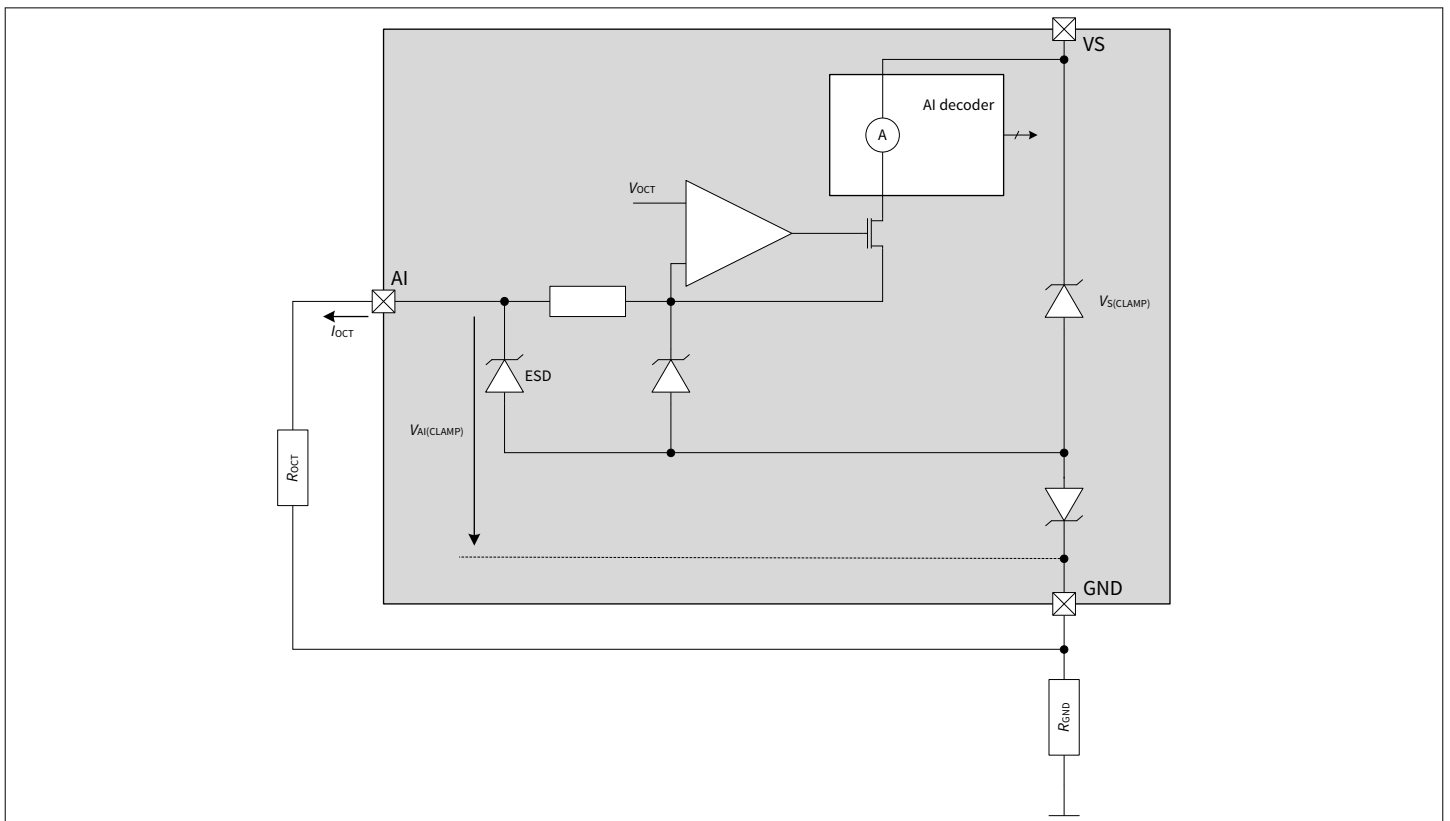 VS
AI decoder
A
VOCT
AI
IOCT
VS(CLAMP)
ESD
VAI(CLAMP)
ROCT
GND
RGND